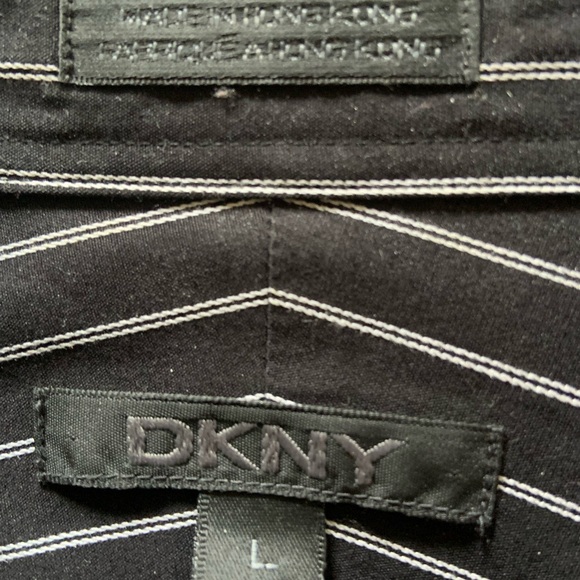 MADE IN HONG KONG
FABRIQUÉ À HONG KONG
DKNY
L